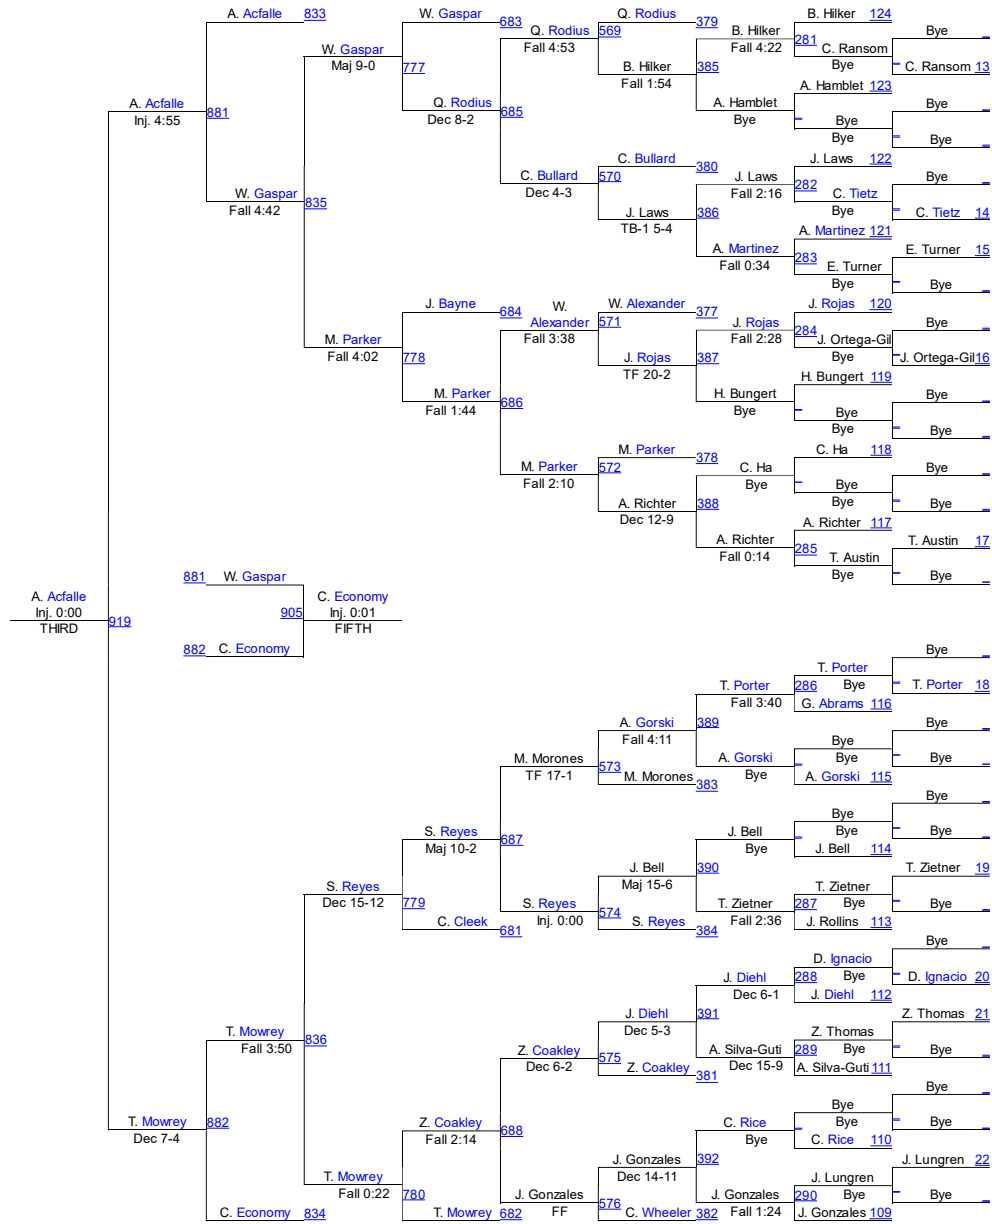 A. Acfalle 833 W. Gaspar 683 Q. Rodius 379 B. Hilker 124
Q. Rodius 569 B. Hilker 281 Bye _
Fall 4:53 Fall 4:22
W. Gaspar 777 C. Ransom _
Maj 9-0 B. Hilker 385 Bye C. Ransom 13
Fall 1:54
A. Hamblet 123
A. Acfalle 881 Q. Rodius 685 A. Hamblet _ Bye _
Inj. 4:55 Dec 8-2 Bye Bye _
Bye Bye _
C. Bullard 380 J. Laws 122
C. Bullard 570 J. Laws 282 Bye _
Dec 4-3 Fall 2:16
W. Gaspar 835 C. Tietz _
Fall 4:42 J. Laws 386 Bye C. Tietz 14
TB-1 5-4
A. Martinez 121
A. Martinez 283 E. Turner 15
Fall 0:34 E. Turner _
Bye Bye _
J. Bayne 684 W. Alexander 571 W. Alexander 377 J. Rojas 120
Fall 3:38 J. Rojas 284 Bye _
Fall 2:28
M. Parker 778 J. Ortega-Gil _
Fall 4:02 J. Rojas 387 Bye J. Ortega-Gil 16
TF 20-2
H. Bungert 119
M. Parker 686 H. Bungert _ Bye _
Fall 1:44 Bye Bye _
Bye Bye _
M. Parker 378 C. Ha 118
M. Parker 572 C. Ha _ Bye _
Fall 2:10 Bye Bye _
A. Richter 388 Bye Bye _
Dec 12-9
A. Richter 117
A. Richter 285 T. Austin 17
Fall 0:14 T. Austin _
Bye Bye _
881 W. Gaspar
A. Acfalle 919 905 C. Economy
Inj. 0:00 Inj. 0:01
THIRD FIFTH
882 C. Economy
Bye _
T. Porter _
T. Porter 286 Bye T. Porter 18
Fall 3:40 G. Abrams 116
A. Gorski 389
Fall 4:11 Bye _
Bye _
M. Morones 573 A. Gorski _ Bye Bye _
TF 17-1 Bye A. Gorski 115
M. Morones 383
Bye _
Bye _
S. Reyes 687 J. Bell _ Bye Bye _
Maj 10-2 Bye J. Bell 114
J. Bell 390
Maj 15-6 T. Zietner 19
S. Reyes 779 T. Zietner _
Dec 15-12 S. Reyes 574 T. Zietner 287 Bye Bye _
Inj. 0:00 Fall 2:36 J. Rollins 113
C. Cleek 681 S. Reyes 384
Bye _
D. Ignacio _
J. Diehl 288 Bye D. Ignacio 20
Dec 6-1 J. Diehl 112
J. Diehl 391
Dec 5-3 Z. Thomas 21
T. Mowrey 836 Z. Thomas _
Fall 3:50 Z. Coakley 575 A. Silva-Guti 289 Bye Bye _
Dec 6-2 Dec 15-9 A. Silva-Guti 111
Z. Coakley 381
Bye _
Bye _
T. Mowrey 882 Z. Coakley 688 C. Rice _ Bye Bye _
Dec 7-4 Fall 2:14 Bye C. Rice 110
J. Gonzales 392
Dec 14-11 J. Lungren 22
T. Mowrey 780 J. Lungren _
Fall 0:22 J. Gonzales 576 J. Gonzales 290 Bye Bye _
FF Fall 1:24
C. Economy 834 T. Mowrey 682 C. Wheeler 382 J. Gonzales 109